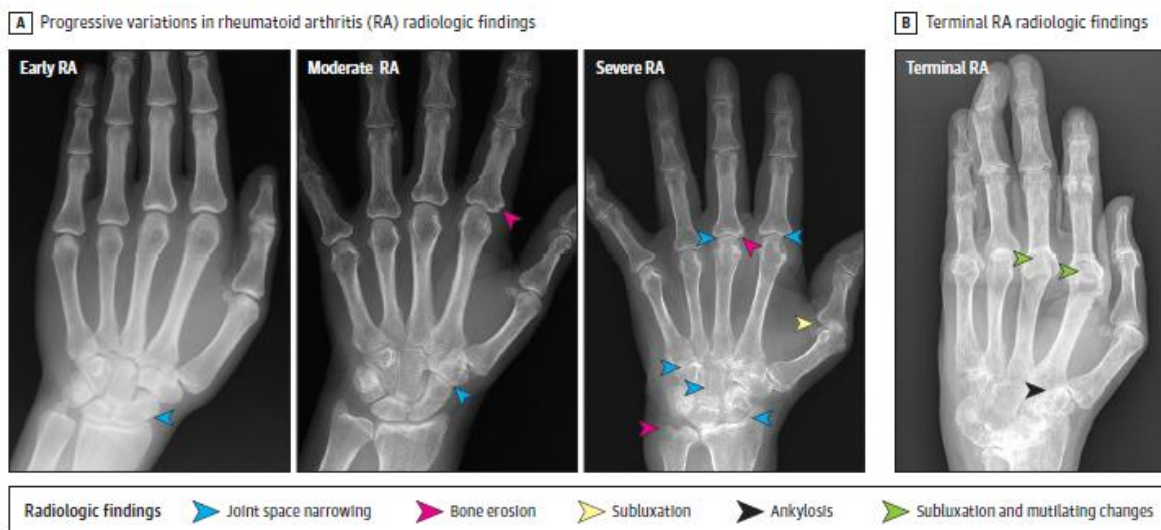 A Progressive variations in rheumatoid arthritis (RA) radiologic findings
B Terminal RA radiologic findings
Early RA
Moderate RA
Severe RA
Terminal RA
Radiologic findings
Joint space narrowing
Bone erosion
Subluxation
Ankylosis
Subluxation and mutilating changes